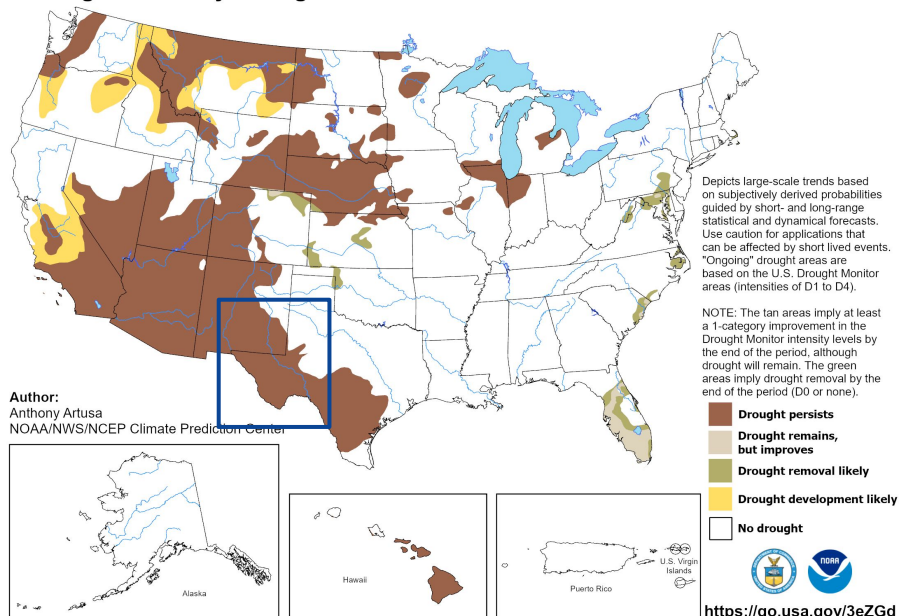 Depicts large-scale trends based
on subjectively derived probabilities
guided by short- and long-range
statistical and dynamical forecasts.
Use caution for applications that
can be affected by short lived events.
"Ongoing" drought areas are
based on the U.S. Drought Monitor
areas (intensities of D1 to D4).
NOTE: The tan areas imply at least
a 1-category improvement in the
Drought Monitor intensity levels by
the end of the period, although
drought will remain. The green
areas imply drought removal by the
end of the period (D0 or none).
Author:
Anthony Artusa
NOAA/NWS/NCEP Climate Prediction Center
Drought persists
Drought remains,
but improves
Drought removal likely
Drought development likely
No drought
Alaska
Hawaii
Puerto Rico
U.S. Virgin
Islands
NOAA
https://go.usa.gov/3eZGd